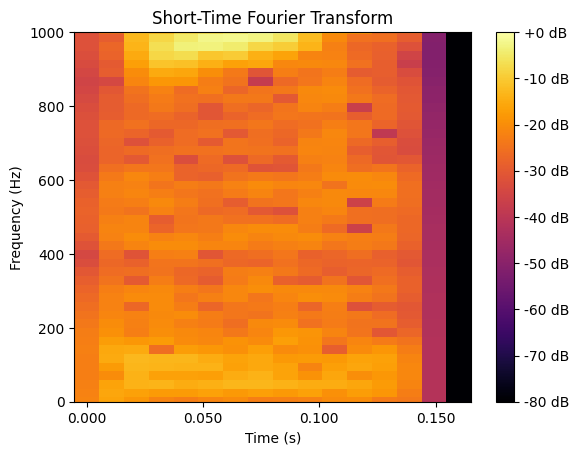 Short-Time Fourier Transform
1000
800
600
400
200
0
Frequency (Hz)
0.000
0.050
0.100
0.150
Time (s)
+0 dB
-10 dB
-20 dB
-30 dB
-40 dB
-50 dB
-60 dB
-70 dB
-80 dB